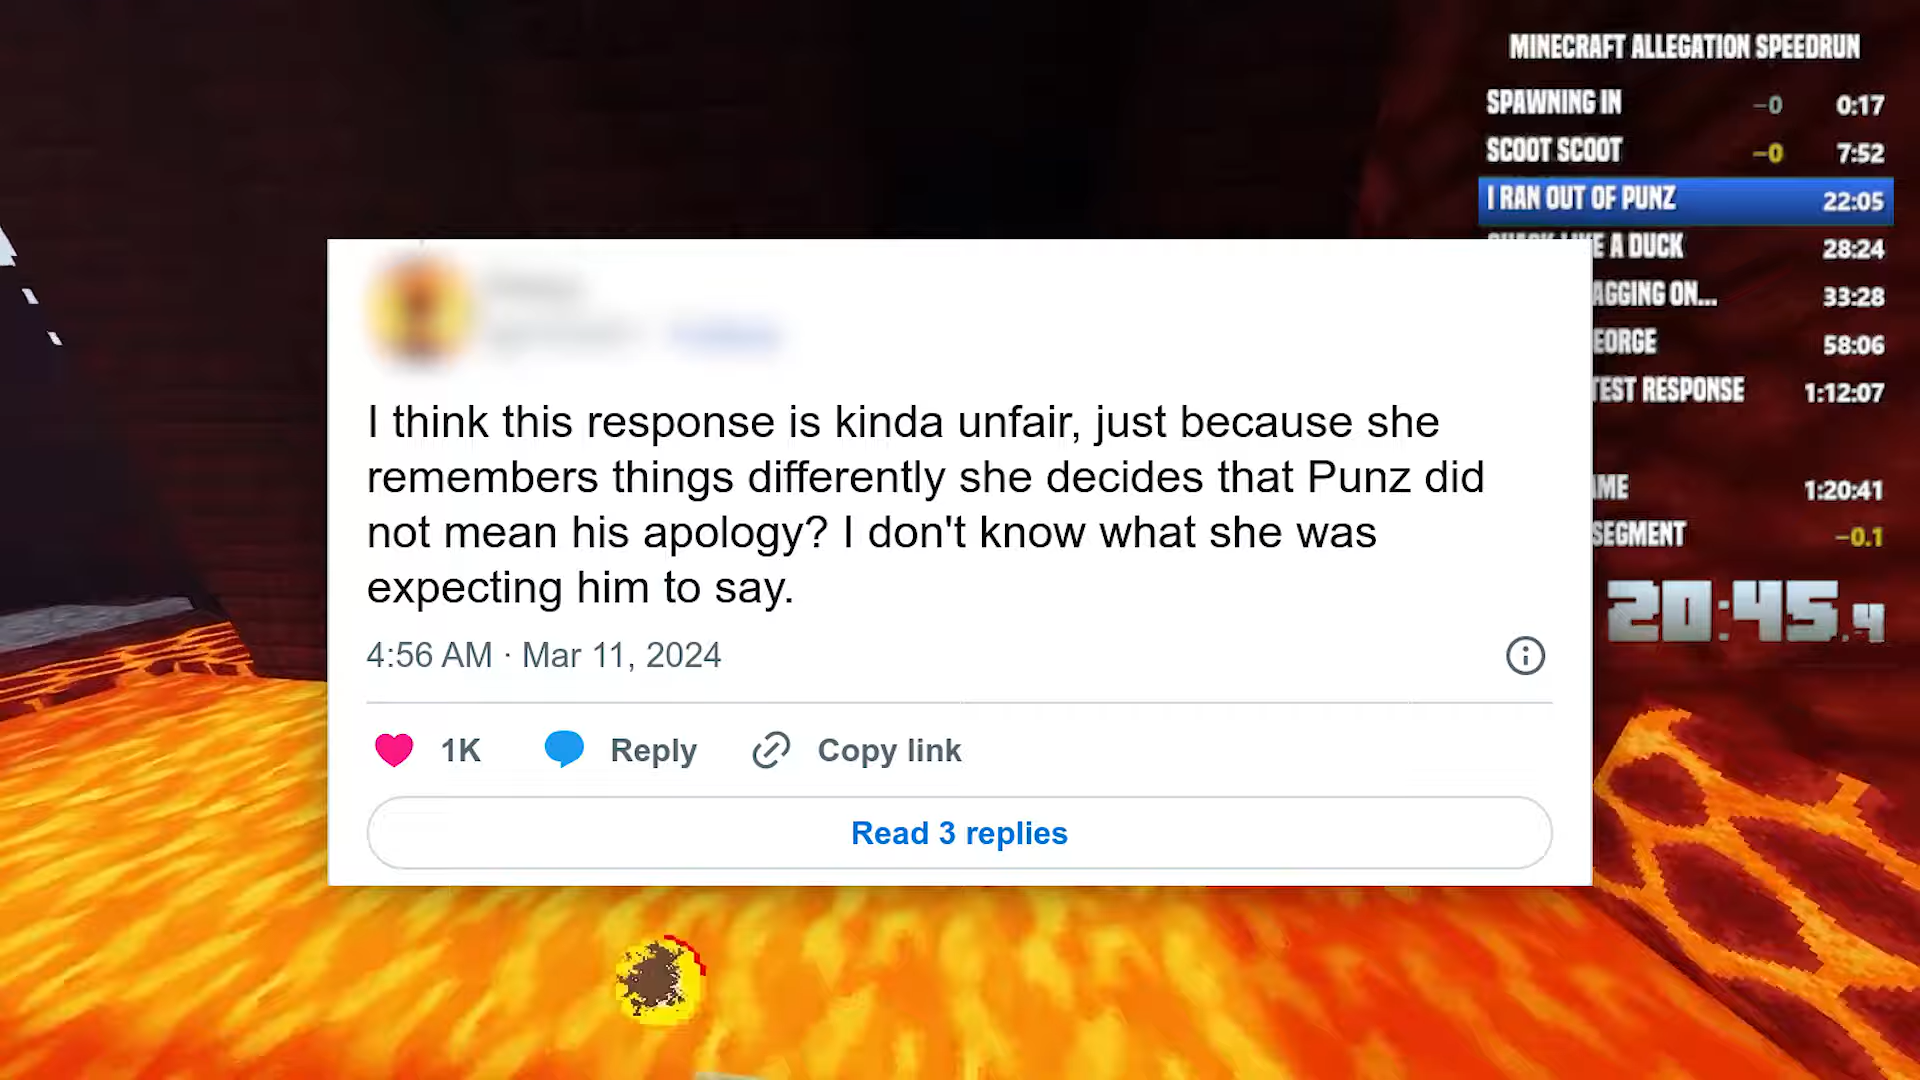 MINECRAFT ALLEGATION SPEEDRUN
SPAWNING IN -0 0:17
SCOOT SCOOT -0 7:52
I RAN OUT OF PUNZ 22:05
LIKE A DUCK 28:24
AGGING ON... 33:28
EORGE 58:06
TEST RESPONSE 1:12:07
ME 1:20:41
SEGMENT -0.1
20:45.4
I think this response is kinda unfair, just because she
remembers things differently she decides that Punz did
not mean his apology? I don't know what she was
expecting him to say.
4:56 AM · Mar 11, 2024
1K Reply Copy link
Read 3 replies